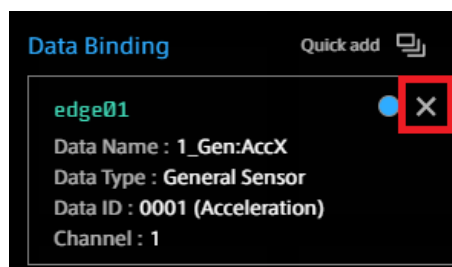 Data Binding Quick add
edge01
Data Name : 1_Gen:AccX
Data Type : General Sensor
Data ID : 0001 (Acceleration)
Channel : 1